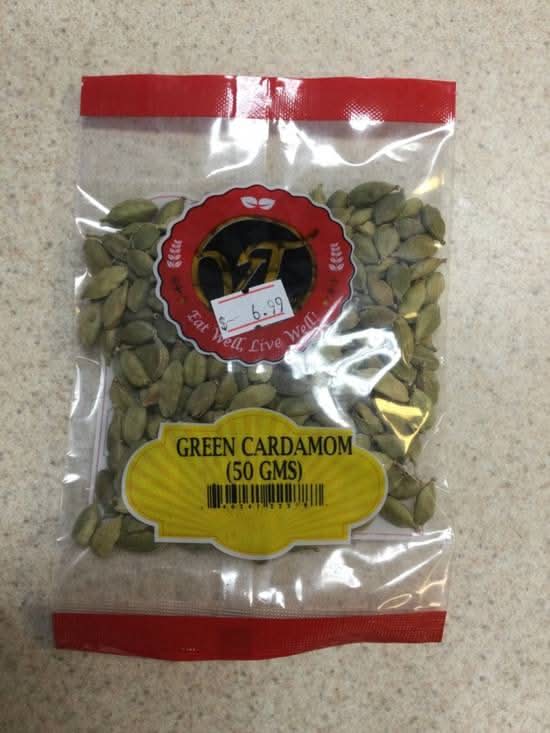 VT
$- 6.99
Eat Well, Live Well!
GREEN CARDAMOM
(50 GMS)